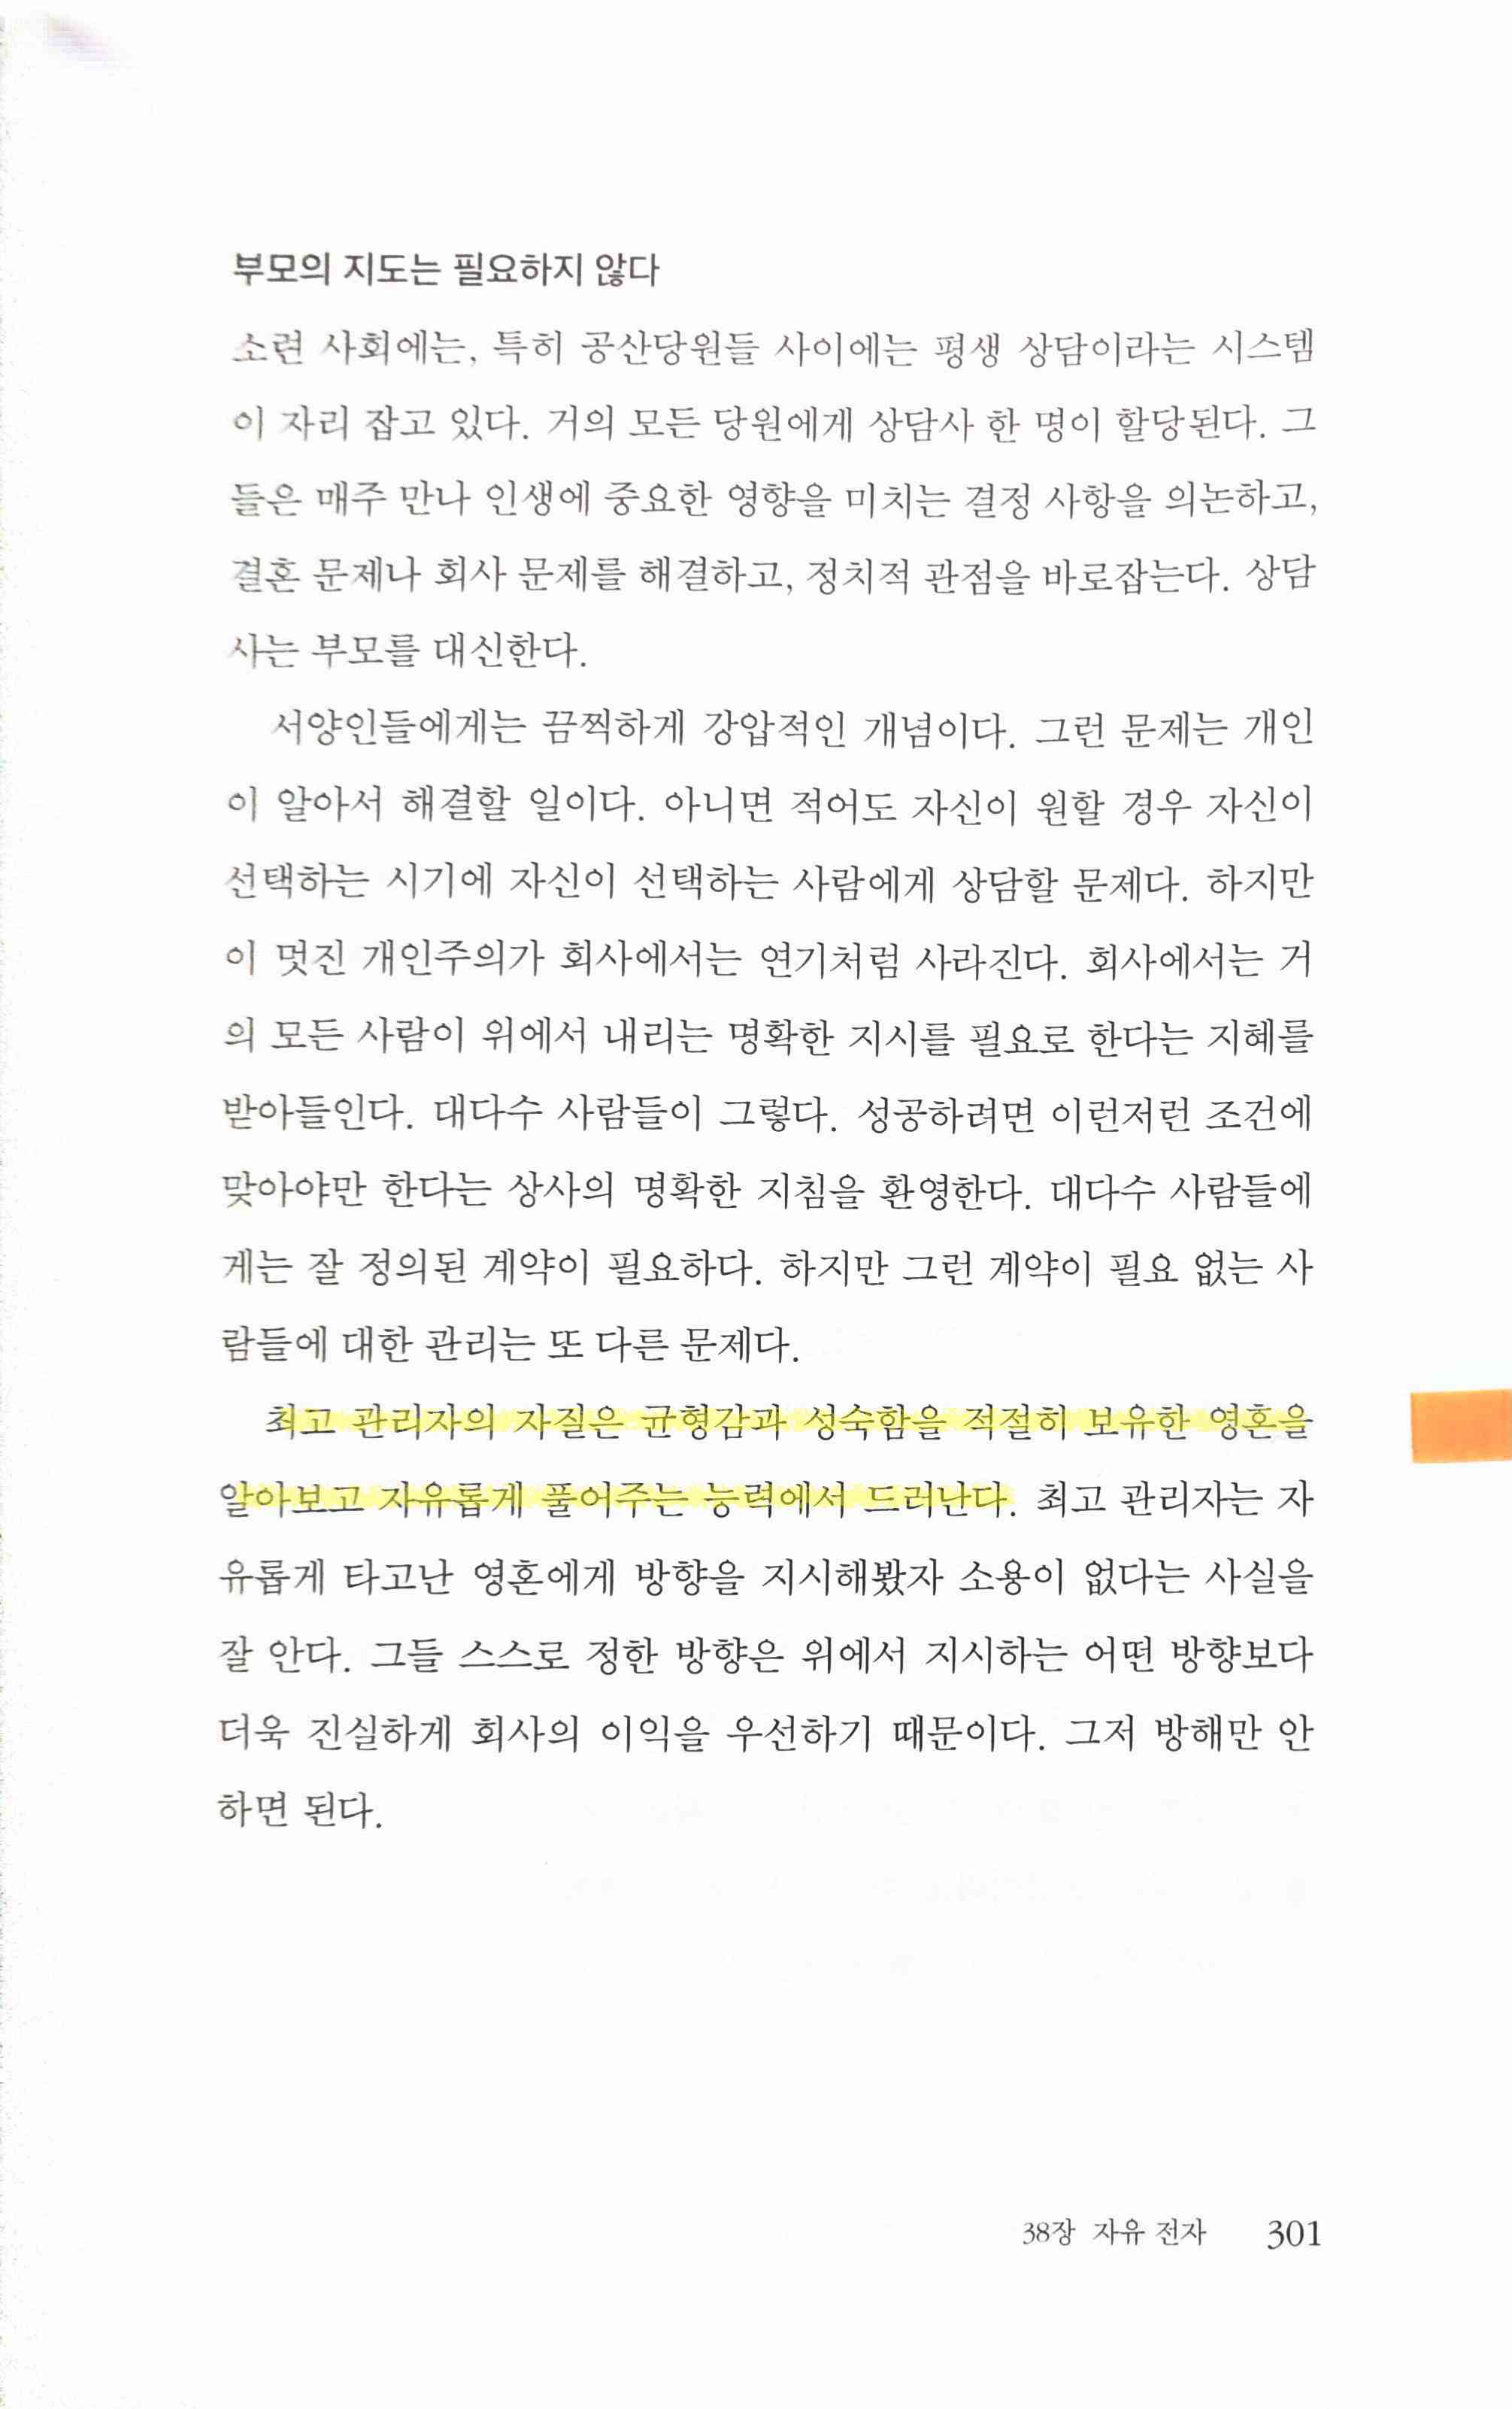 부모의 지도는 필요하지 않다
소련 사회에는, 특히 공산당원들 사이에는 평생 상담이라는 시스템
이 자리 잡고 있다. 거의 모든 당원에게 상담사 한 명이 할당된다. 그
들은 매주 만나 인생에 중요한 영향을 미치는 결정 사항을 의논하고,
결혼 문제나 회사 문제를 해결하고, 정치적 관점을 바로잡는다. 상담
사는 부모를 대신한다.
서양인들에게는 끔찍하게 강압적인 개념이다. 그런 문제는 개인
이 알아서 해결할 일이다. 아니면 적어도 자신이 원할 경우 자신이
선택하는 시기에 자신이 선택하는 사람에게 상담할 문제다. 하지만
이 멋진 개인주의가 회사에서는 연기처럼 사라진다. 회사에서는 거
의 모든 사람이 위에서 내리는 명확한 지시를 필요로 한다는 지혜를
받아들인다. 대다수 사람들이 그렇다. 성공하려면 이런저런 조건에
맞아야만 한다는 상사의 명확한 지침을 환영한다. 대다수 사람들에
게는 잘 정의된 계약이 필요하다. 하지만 그런 계약이 필요 없는 사
람들에 대한 관리는 또 다른 문제다.
최고 관리자의 자질은 균형감과 성숙함을 적절히 보유한 영혼을
알아보고 자유롭게 풀어주는 능력에서 드러난다. 최고 관리자는 자
유롭게 타고난 영혼에게 방향을 지시해봤자 소용이 없다는 사실을
잘 안다. 그들 스스로 정한 방향은 위에서 지시하는 어떤 방향보다
더욱 진실하게 회사의 이익을 우선하기 때문이다. 그저 방해만 안
하면 된다.
38장 자유 전자 301